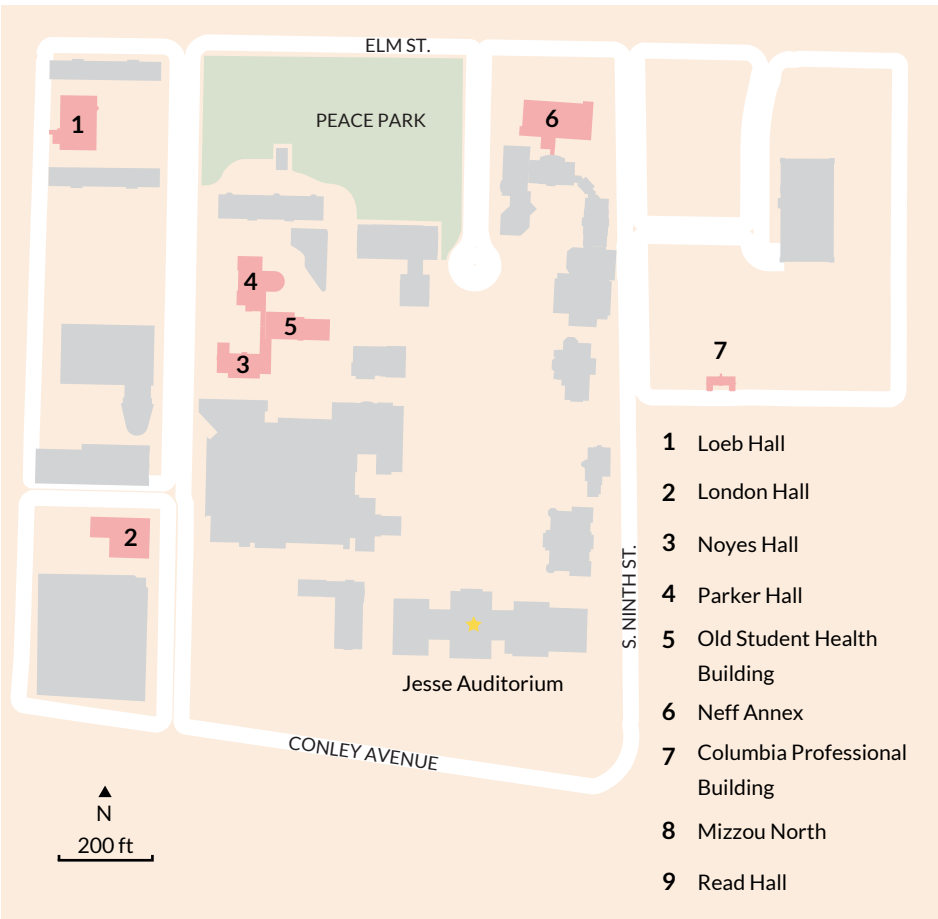 ELM ST.
PEACE PARK
1
6
4
5
3
7
2
S. NINTH ST.
Jesse Auditorium
CONLEY AVENUE
N
200 ft
1 Loeb Hall
2 London Hall
3 Noyes Hall
4 Parker Hall
5 Old Student Health
Building
6 Neff Annex
7 Columbia Professional
Building
8 Mizzou North
9 Read Hall